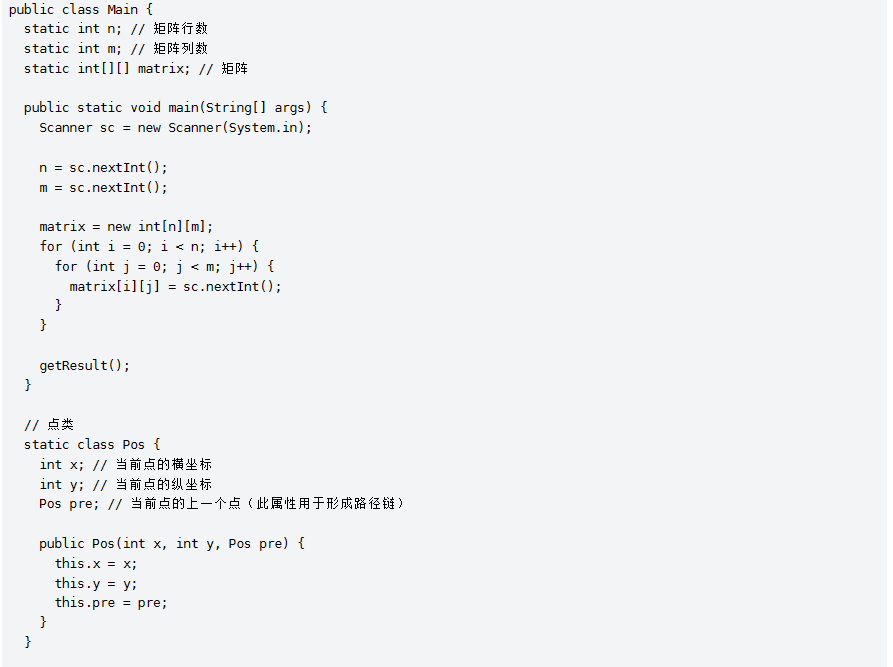 public class Main {
  static int n; // 矩阵行数
  static int m; // 矩阵列数
  static int[][] matrix; // 矩阵

  public static void main(String[] args) {
    Scanner sc = new Scanner(System.in);

    n = sc.nextInt();
    m = sc.nextInt();

    matrix = new int[n][m];
    for (int i = 0; i < n; i++) {
      for (int j = 0; j < m; j++) {
        matrix[i][j] = sc.nextInt();
      }
    }

    getResult();
  }

  // 点类
  static class Pos {
    int x; // 当前点的横坐标
    int y; // 当前点的纵坐标
    Pos pre; // 当前点的上一个点（此属性用于形成路径链）

    public Pos(int x, int y, Pos pre) {
      this.x = x;
      this.y = y;
      this.pre = pre;
    }
  }